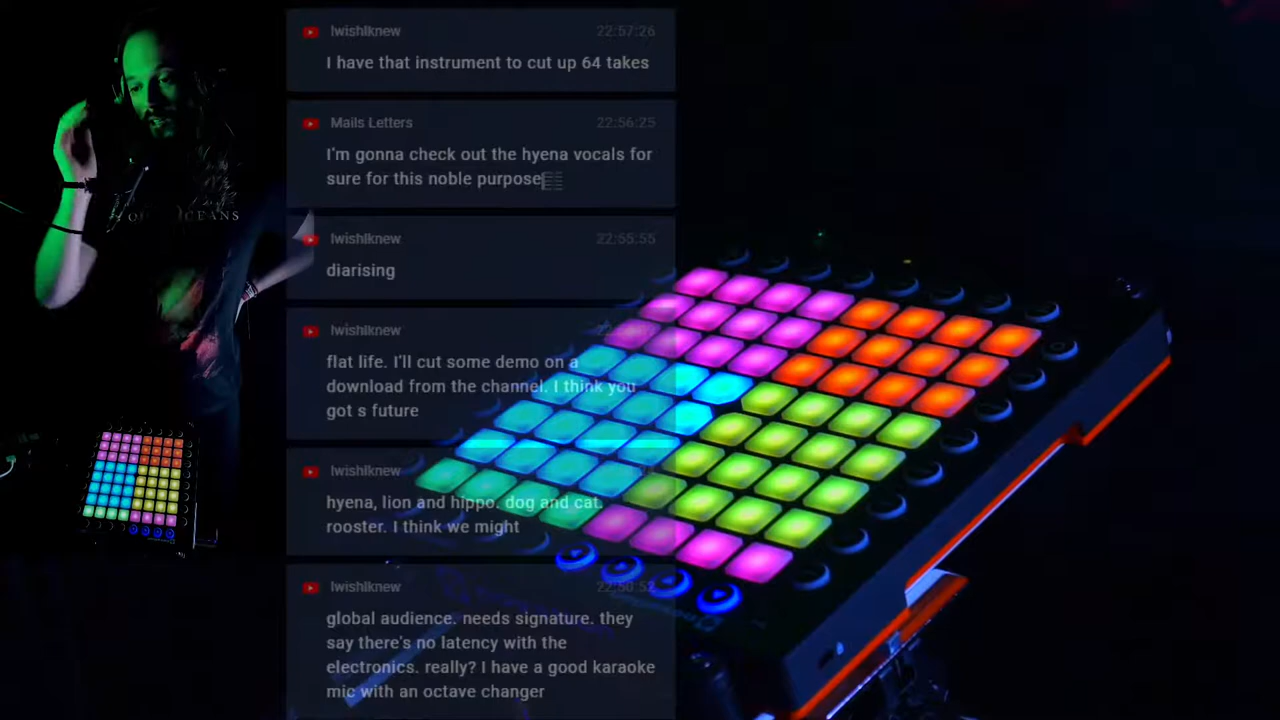 IwishIknew 22:57:26
I have that instrument to cut up 64 takes
Mails Letters 22:56:25
I'm gonna check out the hyena vocals for
sure for this noble purpose
IwishIknew 22:55:55
diarising
IwishIknew
flat life. I'll cut some demo on a
download from the channel. I think you
got s future
IwishIknew
hyena, lion and hippo. dog and cat.
rooster. I think we might
IwishIknew 22:50:52
global audience. needs signature. they
say there's no latency with the
electronics. really? I have a good karaoke
mic with an octave changer
OCEANS